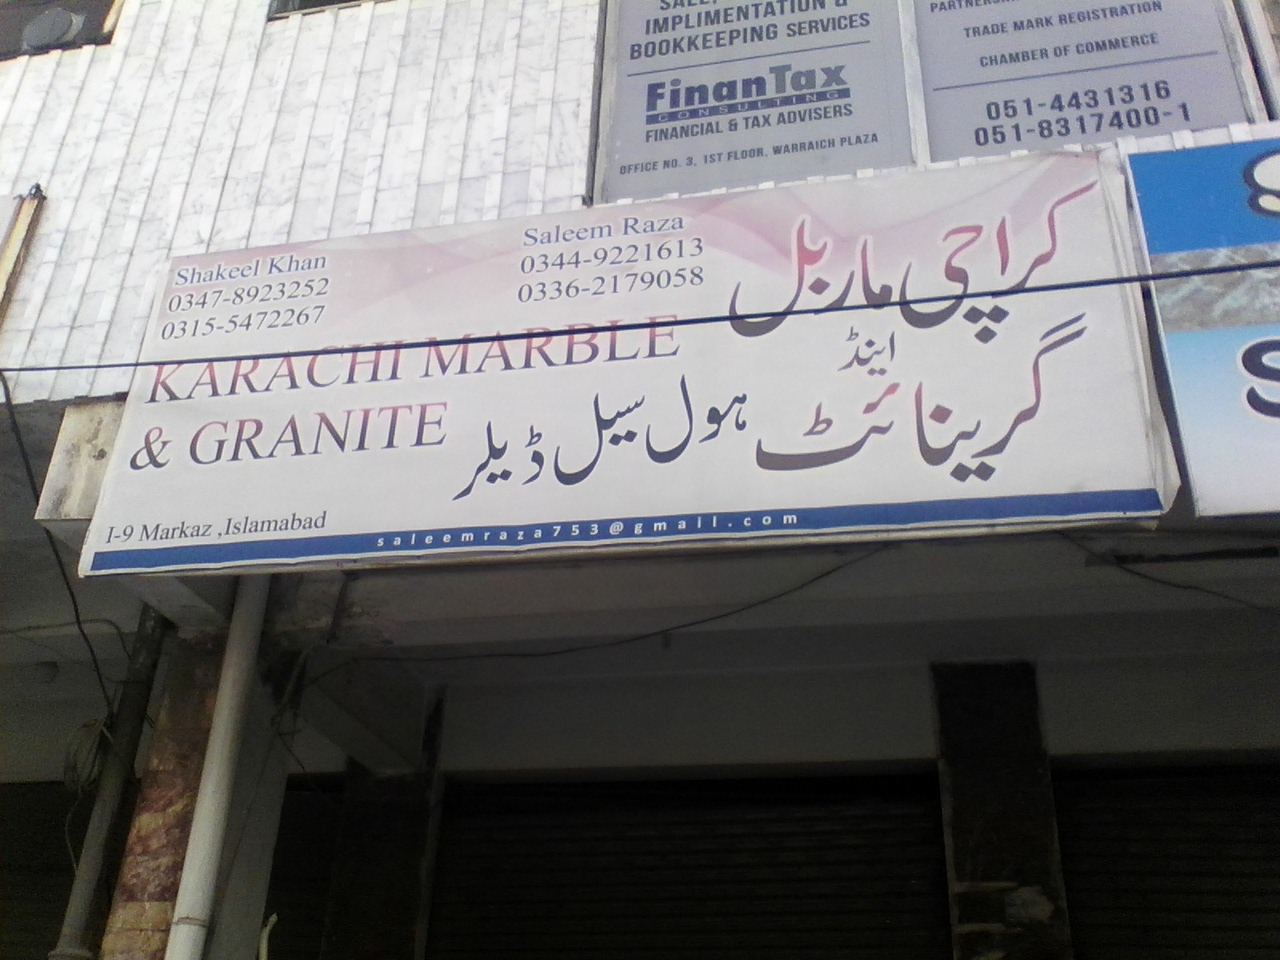 IMPLIMENTATION &
BOOKKEEPING SERVICES
FinanTax
CONSULTING
FINANCIAL & TAX ADVISERS
OFFICE NO. 3, 1ST FLOOR, WARRAICH PLAZA
TRADE MARK REGISTRATION
CHAMBER OF COMMERCE
051-4431316
051-8317400-1
Shakeel Khan
0347-8923252
0315-5472267
Saleem Raza
0344-9221613
0336-2179058
کراچی ماربل
اینڈ
گرینائٹ ہول سیل ڈیلر
KARACHI MARBLE
& GRANITE
I-9 Markaz ,Islamabad
saleemraza753@gmail.com